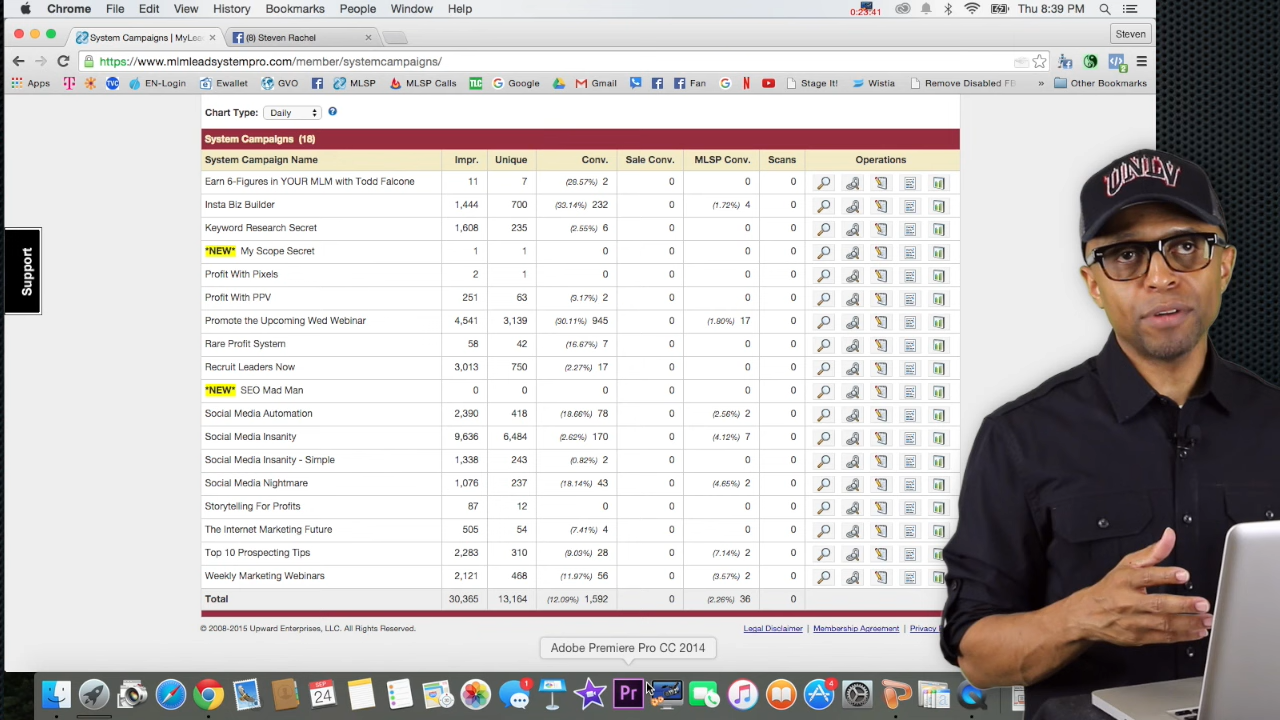 Chrome File Edit View History Bookmarks People Window Help 0:23:41 Thu 8:39 PM
System Campaigns | MyLea (8) Steven Rachel Steven
https://www.mlmleadsystempro.com/member/systemcampaigns/
Apps EN-Login Ewallet GVO MLSP MLSP Calls TLC Google Gmail Fan Stage It! Wistia Remove Disabled FB » Other Bookmarks
Chart Type: Daily
System Campaigns (18)
System Campaign Name Impr. Unique Conv. Sale Conv. MLSP Conv. Scans Operations
Earn 6-Figures in YOUR MLM with Todd Falcone 11 7 (28.57%) 2 0 0 0
Insta Biz Builder 1,444 700 (33.14%) 232 0 (1.72%) 4 0
Keyword Research Secret 1,608 235 (2.55%) 6 0 0 0
*NEW* My Scope Secret 1 1 0 0 0 0
Profit With Pixels 2 1 0 0 0 0
Profit With PPV 251 63 (3.17%) 2 0 0 0
Promote the Upcoming Wed Webinar 4,541 3,139 (30.11%) 945 0 (1.80%) 17 0
Rare Profit System 58 42 (16.67%) 7 0 0 0
Recruit Leaders Now 3,013 750 (2.27%) 17 0 0 0
*NEW* SEO Mad Man 0 0 0 0 0 0
Social Media Automation 2,390 418 (18.66%) 78 0 (2.56%) 2 0
Social Media Insanity 9,636 6,484 (2.62%) 170 0 (4.12%) 7 0
Social Media Insanity - Simple 1,338 243 (0.82%) 2 0 0 0
Social Media Nightmare 1,076 237 (18.14%) 43 0 (4.65%) 2 0
Storytelling For Profits 87 12 0 0 0 0
The Internet Marketing Future 505 54 (7.41%) 4 0 0 0
Top 10 Prospecting Tips 2,283 310 (9.03%) 28 0 (7.14%) 2 0
Weekly Marketing Webinars 2,121 468 (11.97%) 56 0 (3.57%) 2 0
Total 30,365 13,164 (12.09%) 1,592 0 (2.26%) 36 0
© 2008-2015 Upward Enterprises, LLC. All Rights Reserved. Legal Disclaimer | Membership Agreement | Privacy
Support
UNLV
Adobe Premiere Pro CC 2014
SEP
24
1
Pr
4